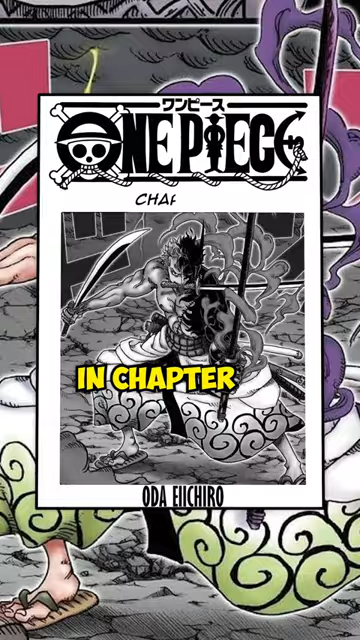 ワンピース
ONE PIECE
CHAP
IN CHAPTER
ODA EIICHIRO